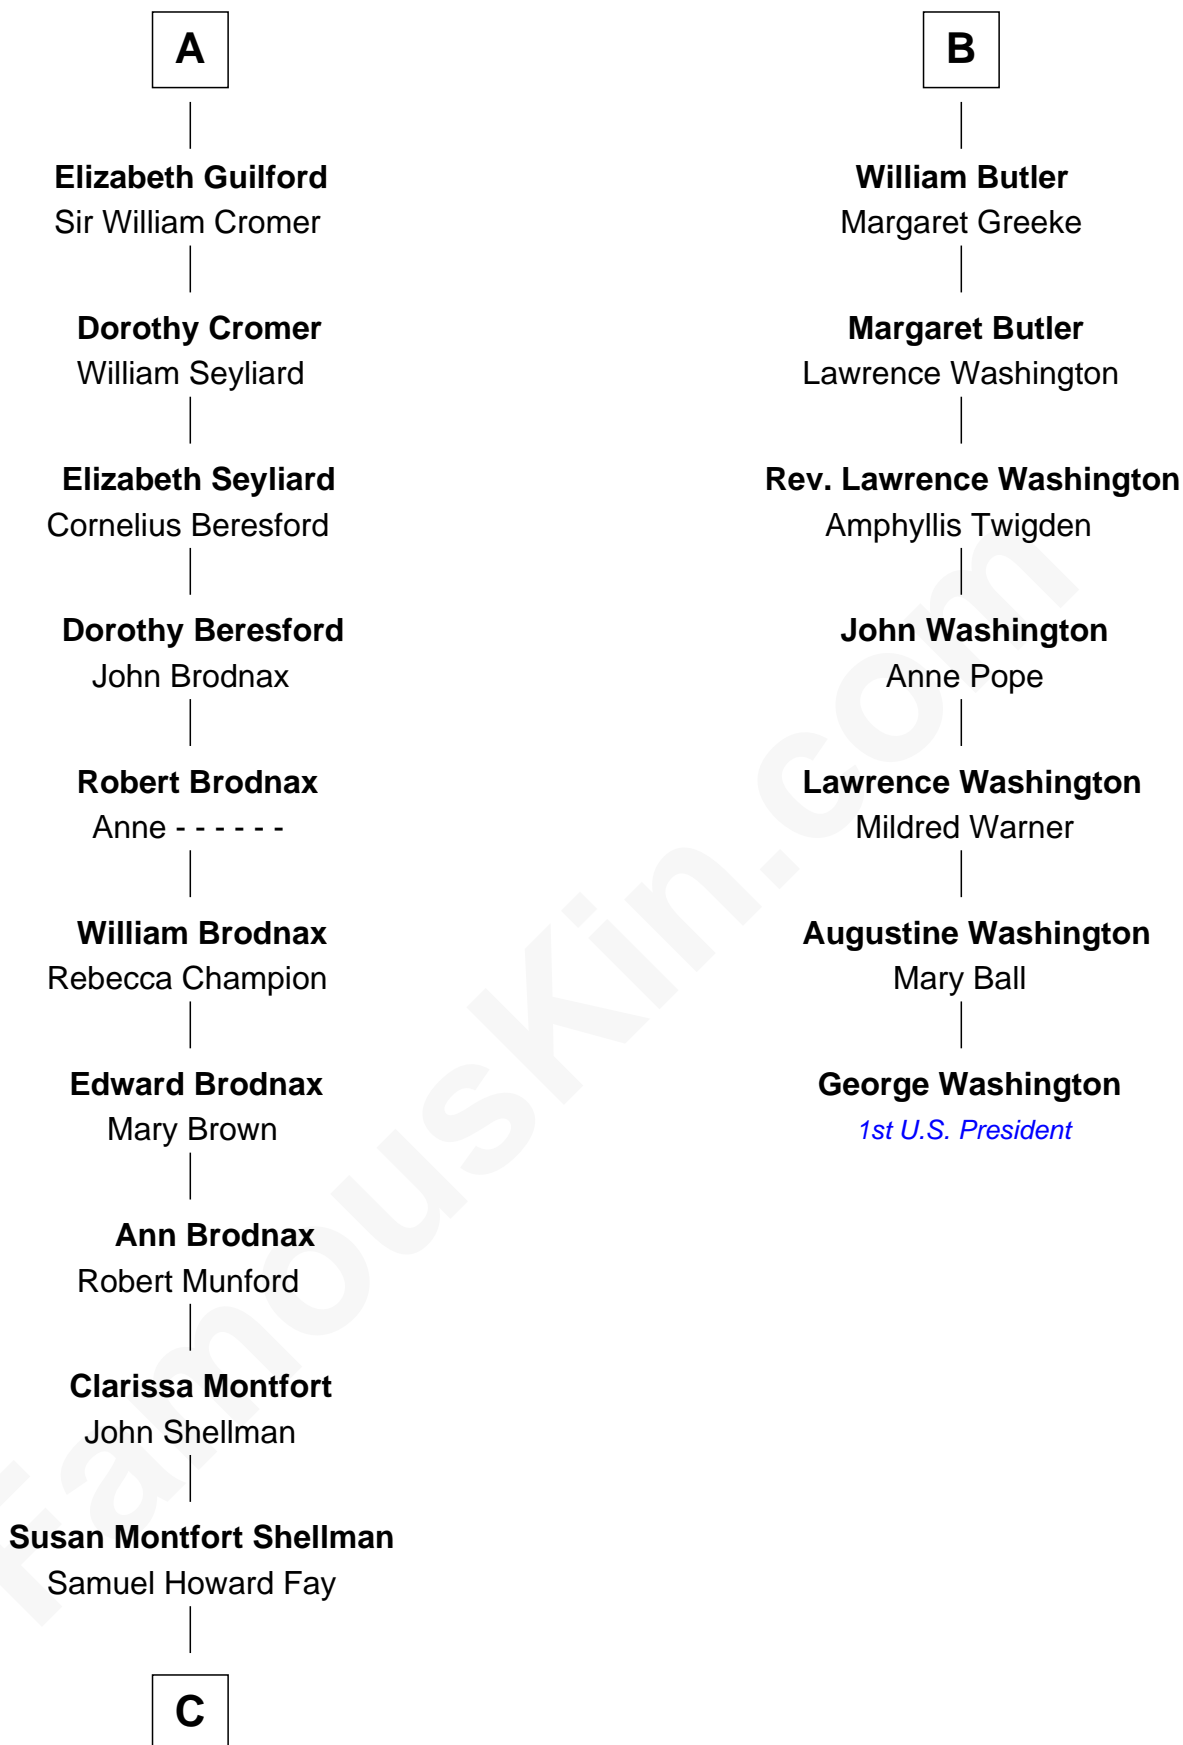 A
Elizabeth Guilford
Sir William Cromer
Dorothy Cromer
William Seyliard
Elizabeth Seyliard
Cornelius Beresford
Dorothy Beresford
John Brodnax
Robert Brodnax
Anne - - - - - -
William Brodnax
Rebecca Champion
Edward Brodnax
Mary Brown
Ann Brodnax
Robert Munford
Clarissa Montfort
John Shellman
Susan Montfort Shellman
Samuel Howard Fay
C
B
William Butler
Margaret Greeke
Margaret Butler
Lawrence Washington
Rev. Lawrence Washington
Amphyllis Twigden
John Washington
Anne Pope
Lawrence Washington
Mildred Warner
Augustine Washington
Mary Ball
George Washington
1st U.S. President
FamousKin.com